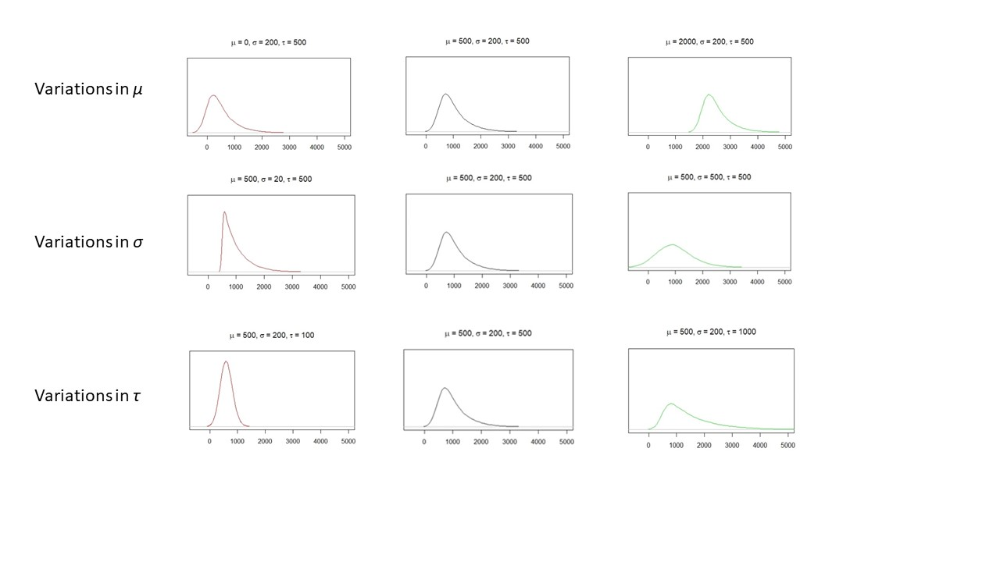 μ = 0, σ = 200, τ = 500
μ = 500, σ = 200, τ = 500
μ = 2000, σ = 200, τ = 500
Variations in μ
0 1000 2000 3000 4000 5000
0 1000 2000 3000 4000 5000
0 1000 2000 3000 4000 5000
μ = 500, σ = 20, τ = 500
μ = 500, σ = 200, τ = 500
μ = 500, σ = 500, τ = 500
Variations in σ
0 1000 2000 3000 4000 5000
0 1000 2000 3000 4000 5000
0 1000 2000 3000 4000 5000
μ = 500, σ = 200, τ = 100
μ = 500, σ = 200, τ = 500
μ = 500, σ = 200, τ = 1000
Variations in τ
0 1000 2000 3000 4000 5000
0 1000 2000 3000 4000 5000
0 1000 2000 3000 4000 5000